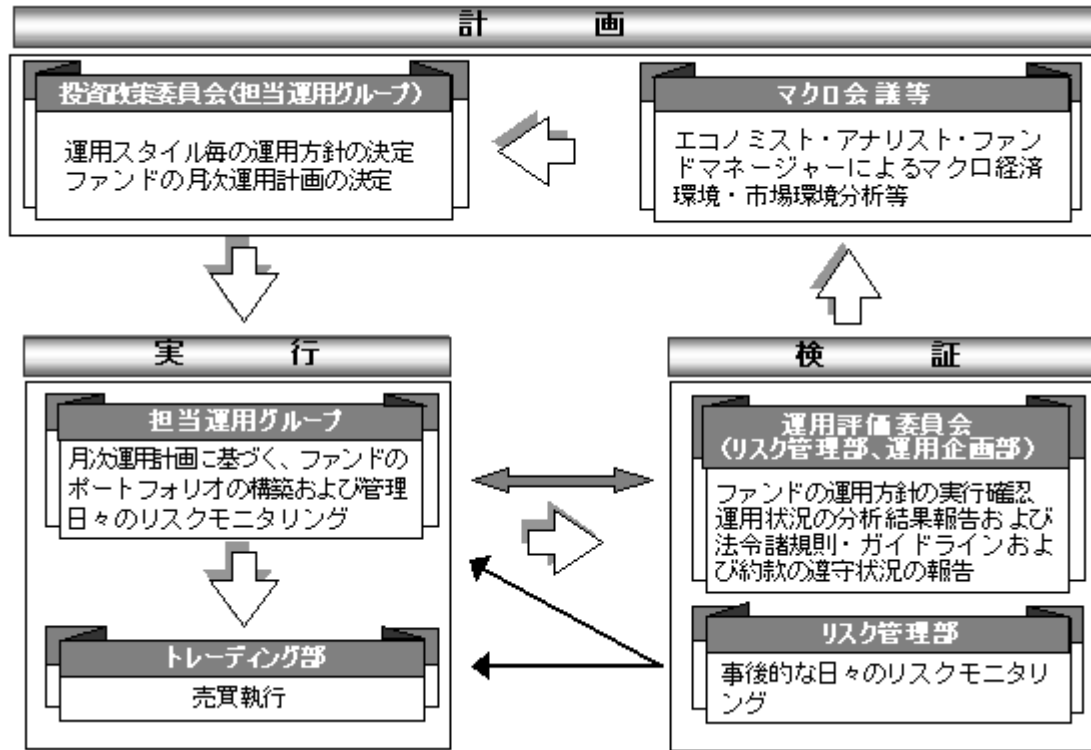 計 画
投資政策委員会(担当運用グループ)
運用スタイル毎の運用方針の決定
ファンドの月次運用計画の決定
マクロ会議等
エコノミスト・アナリスト・ファン
ドマネージャーによるマクロ経済
環境・市場環境分析等
実 行
担当運用グループ
月次運用計画に基づく、ファンドの
ポートフォリオの構築および管理
日々のリスクモニタリング
トレーディング部
売買執行
検 証
運用評価委員会
(リスク管理部、運用企画部)
ファンドの運用方針の実行確認
運用状況の分析結果報告および
法令諸規則・ガイドラインおよ
び約款の遵守状況の報告
リスク管理部
事後的な日々のリスクモニタリ
ング